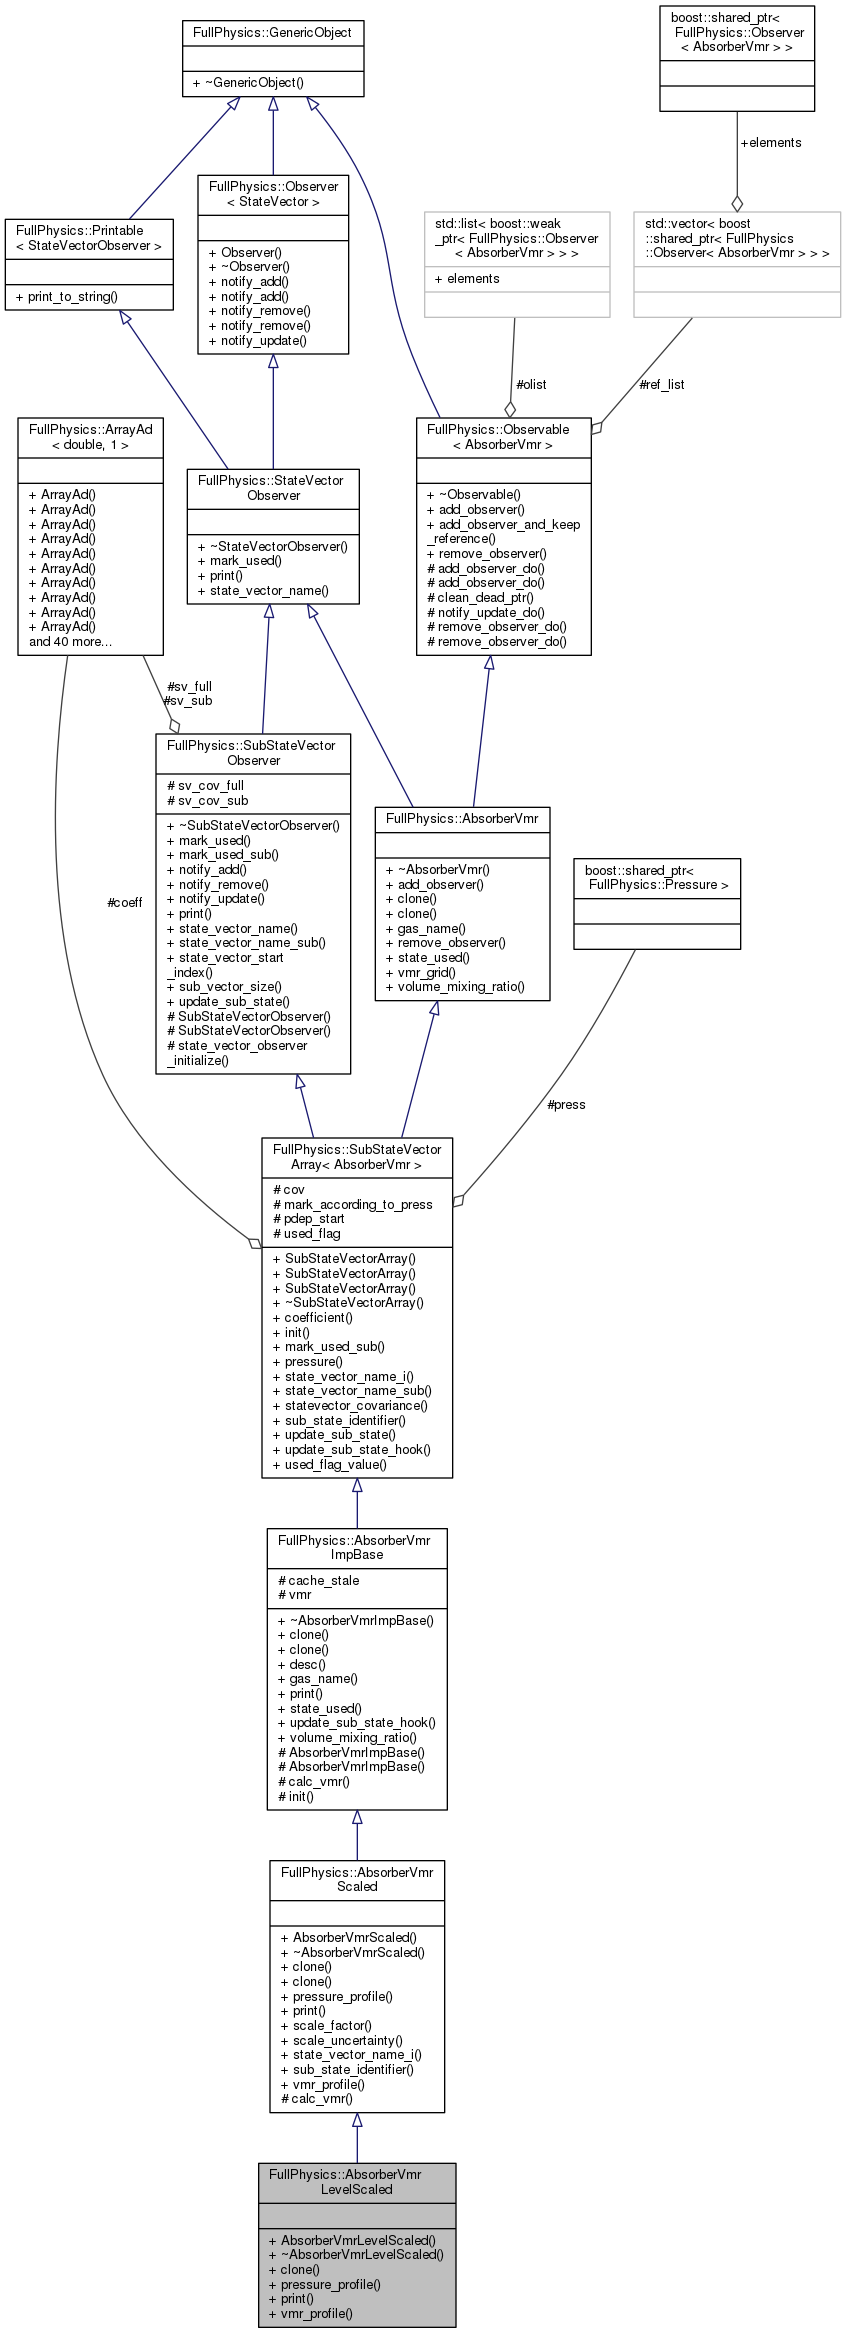 FullPhysics::GenericObject
+ ~GenericObject()
boost::shared_ptr<
FullPhysics::Observer
< AbsorberVmr > >
+elements
FullPhysics::Observer
< StateVector >
+ Observer()
+ ~Observer()
+ notify_add()
+ notify_add()
+ notify_remove()
+ notify_remove()
+ notify_update()
FullPhysics::Printable
< StateVectorObserver >
+ print_to_string()
std::list< boost::weak
_ptr< FullPhysics::Observer
< AbsorberVmr > > >
+ elements
std::vector< boost
::shared_ptr< FullPhysics
::Observer< AbsorberVmr > > >
#olist
#ref_list
FullPhysics::ArrayAd
< double, 1 >
+ ArrayAd()
+ ArrayAd()
+ ArrayAd()
+ ArrayAd()
+ ArrayAd()
+ ArrayAd()
+ ArrayAd()
+ ArrayAd()
+ ArrayAd()
+ ArrayAd()
and 40 more...
FullPhysics::StateVector
Observer
+ ~StateVectorObserver()
+ mark_used()
+ print()
+ state_vector_name()
FullPhysics::Observable
< AbsorberVmr >
+ ~Observable()
+ add_observer()
+ add_observer_and_keep
_reference()
+ remove_observer()
# add_observer_do()
# add_observer_do()
# clean_dead_ptr()
# notify_update_do()
# remove_observer_do()
# remove_observer_do()
#sv_full
#sv_sub
FullPhysics::SubStateVector
Observer
# sv_cov_full
# sv_cov_sub
+ ~SubStateVectorObserver()
+ mark_used()
+ mark_used_sub()
+ notify_add()
+ notify_remove()
+ notify_update()
+ print()
+ state_vector_name()
+ state_vector_name_sub()
+ state_vector_start
_index()
+ sub_vector_size()
+ update_sub_state()
# SubStateVectorObserver()
# SubStateVectorObserver()
# state_vector_observer
_initialize()
FullPhysics::AbsorberVmr
+ ~AbsorberVmr()
+ add_observer()
+ clone()
+ clone()
+ gas_name()
+ remove_observer()
+ state_used()
+ vmr_grid()
+ volume_mixing_ratio()
boost::shared_ptr<
FullPhysics::Pressure >
#coeff
#press
FullPhysics::SubStateVector
Array< AbsorberVmr >
# cov
# mark_according_to_press
# pdep_start
# used_flag
+ SubStateVectorArray()
+ SubStateVectorArray()
+ SubStateVectorArray()
+ ~SubStateVectorArray()
+ coefficient()
+ init()
+ mark_used_sub()
+ pressure()
+ state_vector_name_i()
+ state_vector_name_sub()
+ statevector_covariance()
+ sub_state_identifier()
+ update_sub_state()
+ update_sub_state_hook()
+ used_flag_value()
FullPhysics::AbsorberVmr
ImpBase
# cache_stale
# vmr
+ ~AbsorberVmrImpBase()
+ clone()
+ clone()
+ desc()
+ gas_name()
+ print()
+ state_used()
+ update_sub_state_hook()
+ volume_mixing_ratio()
# AbsorberVmrImpBase()
# AbsorberVmrImpBase()
# calc_vmr()
# init()
FullPhysics::AbsorberVmr
Scaled
+ AbsorberVmrScaled()
+ ~AbsorberVmrScaled()
+ clone()
+ clone()
+ pressure_profile()
+ print()
+ scale_factor()
+ scale_uncertainty()
+ state_vector_name_i()
+ sub_state_identifier()
+ vmr_profile()
# calc_vmr()
FullPhysics::AbsorberVmr
LevelScaled
+ AbsorberVmrLevelScaled()
+ ~AbsorberVmrLevelScaled()
+ clone()
+ pressure_profile()
+ print()
+ vmr_profile()